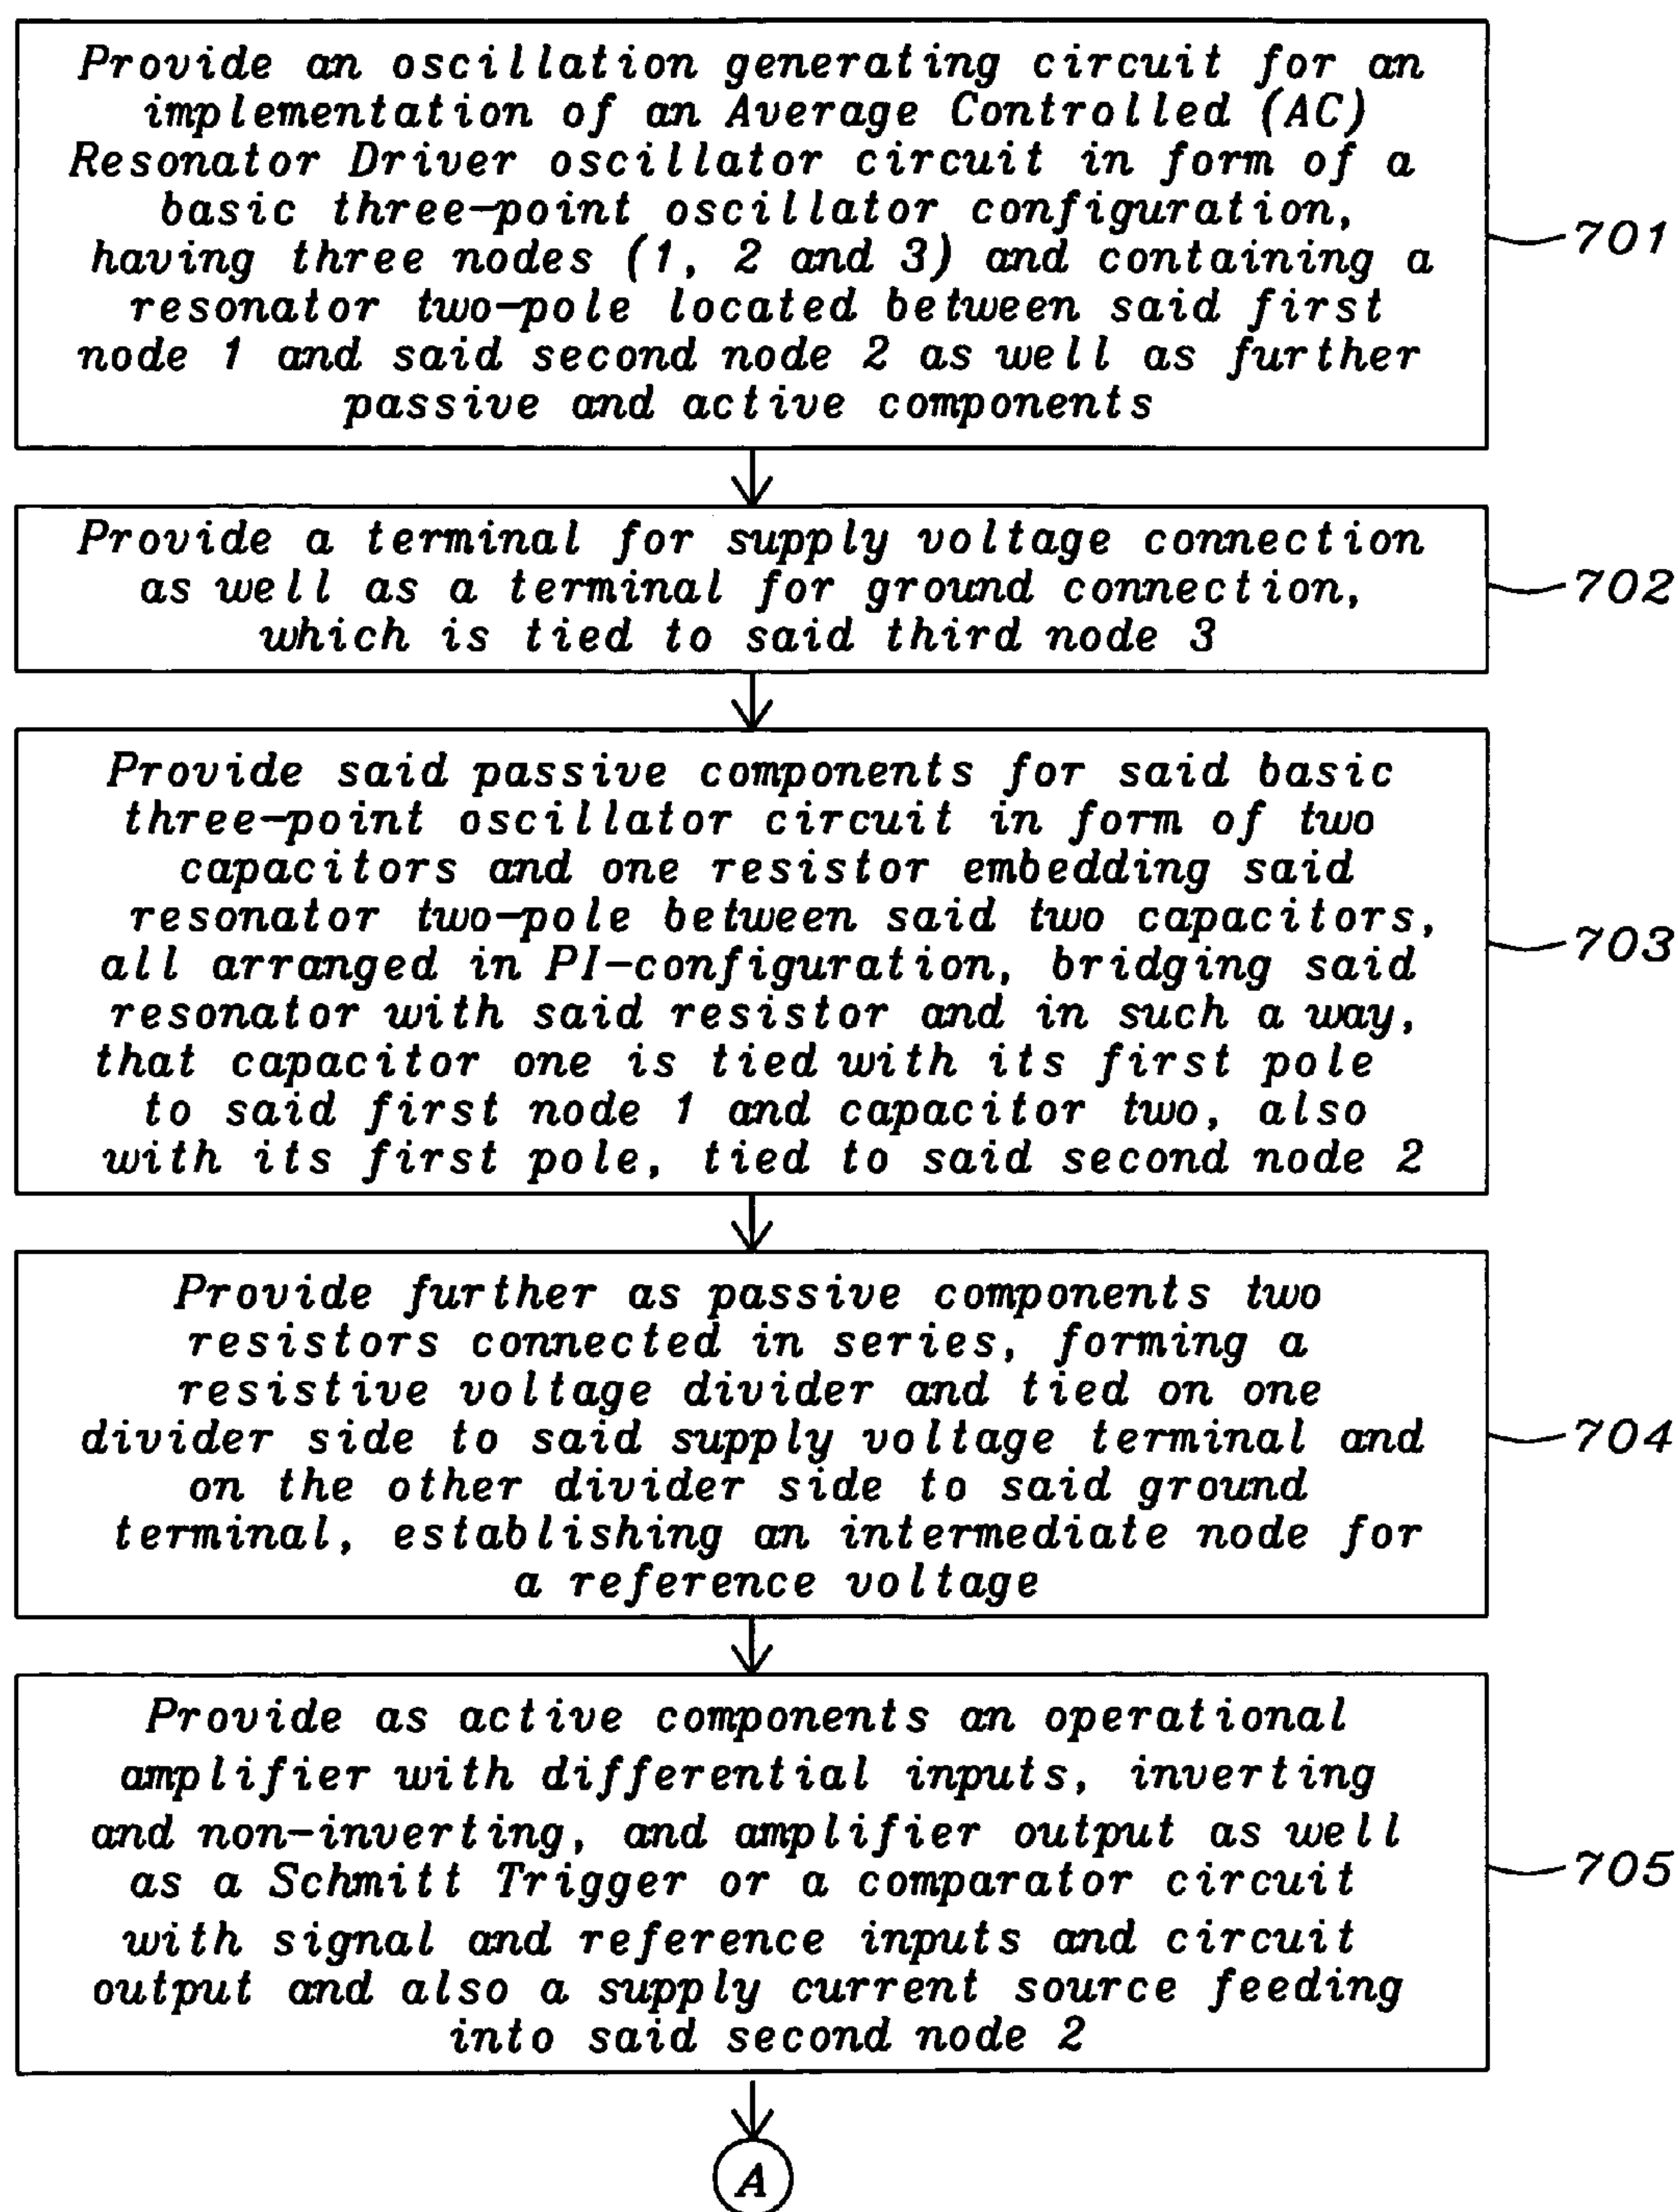 Provide an oscillation generating circuit for an
implementation of an Average Controlled (AC)
Resonator Driver oscillator circuit in form of a
basic three-point oscillator configuration,
having three nodes (1, 2 and 3) and containing a
resonator two-pole located between said first
node 1 and said second node 2 as well as further
passive and active components
701
Provide a terminal for supply voltage connection
as well as a terminal for ground connection,
which is tied to said third node 3
702
Provide said passive components for said basic
three-point oscillator circuit in form of two
capacitors and one resistor embedding said
resonator two-pole between said two capacitors,
all arranged in PI-configuration, bridging said
resonator with said resistor and in such a way,
that capacitor one is tied with its first pole
to said first node 1 and capacitor two, also
with its first pole, tied to said second node 2
703
Provide further as passive components two
resistors connected in series, forming a
resistive voltage divider and tied on one
divider side to said supply voltage terminal and
on the other divider side to said ground
terminal, establishing an intermediate node for
a reference voltage
704
Provide as active components an operational
amplifier with differential inputs, inverting
and non-inverting, and amplifier output as well
as a Schmitt Trigger or a comparator circuit
with signal and reference inputs and circuit
output and also a supply current source feeding
into said second node 2
705
A